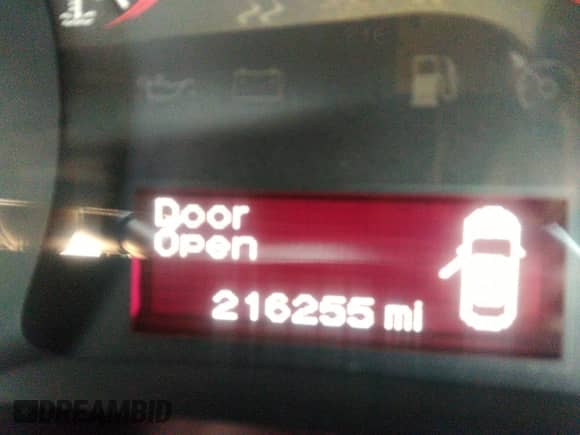 Door
Open
216255 mi
DREAMBID